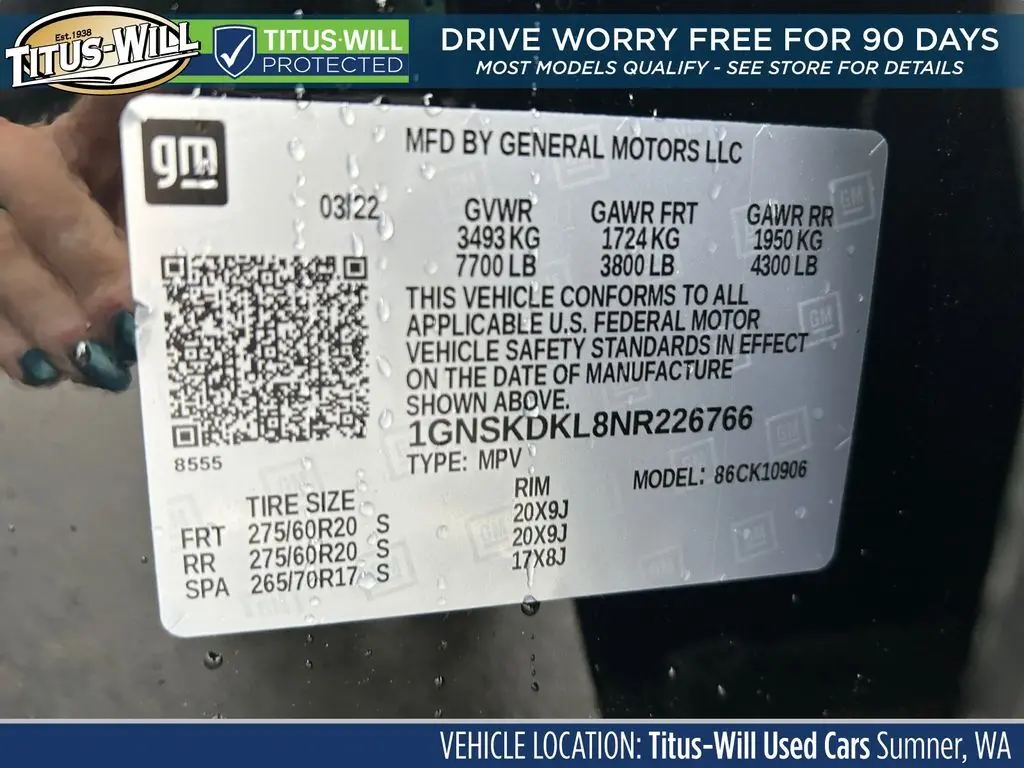 Est.1938
TITUS-WILL
TITUS-WILL
PROTECTED
DRIVE WORRY FREE FOR 90 DAYS
MOST MODELS QUALIFY - SEE STORE FOR DETAILS
gm
MFD BY GENERAL MOTORS LLC
03/22
GVWR GAWR FRT GAWR RR
3493 KG 1724 KG 1950 KG
7700 LB 3800 LB 4300 LB
THIS VEHICLE CONFORMS TO ALL
APPLICABLE U.S. FEDERAL MOTOR
VEHICLE SAFETY STANDARDS IN EFFECT
ON THE DATE OF MANUFACTURE
SHOWN ABOVE.
1GNSKDKL8NR226766
8555
TYPE: MPV MODEL: 86CK10906
TIRE SIZE RIM
FRT 275/60R20 S 20X9J
RR 275/60R20 S 20X9J
SPA 265/70R17 S 17X8J
VEHICLE LOCATION: Titus-Will Used Cars Sumner, WA